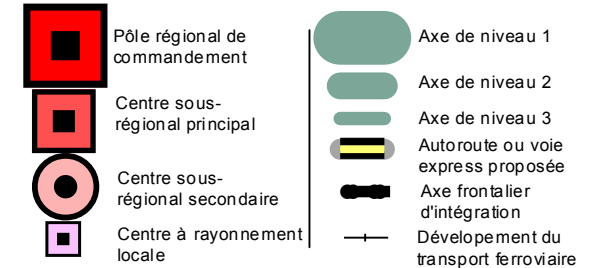 Pôle régional de
commandement
Centre sous-
régional principal
Centre sous-
régional secondaire
Centre à rayonnement
locale
Axe de niveau 1
Axe de niveau 2
Axe de niveau 3
Autoroute ou voie
express proposée
Axe frontalier
d'intégration
Dévelopement du
transport ferroviaire